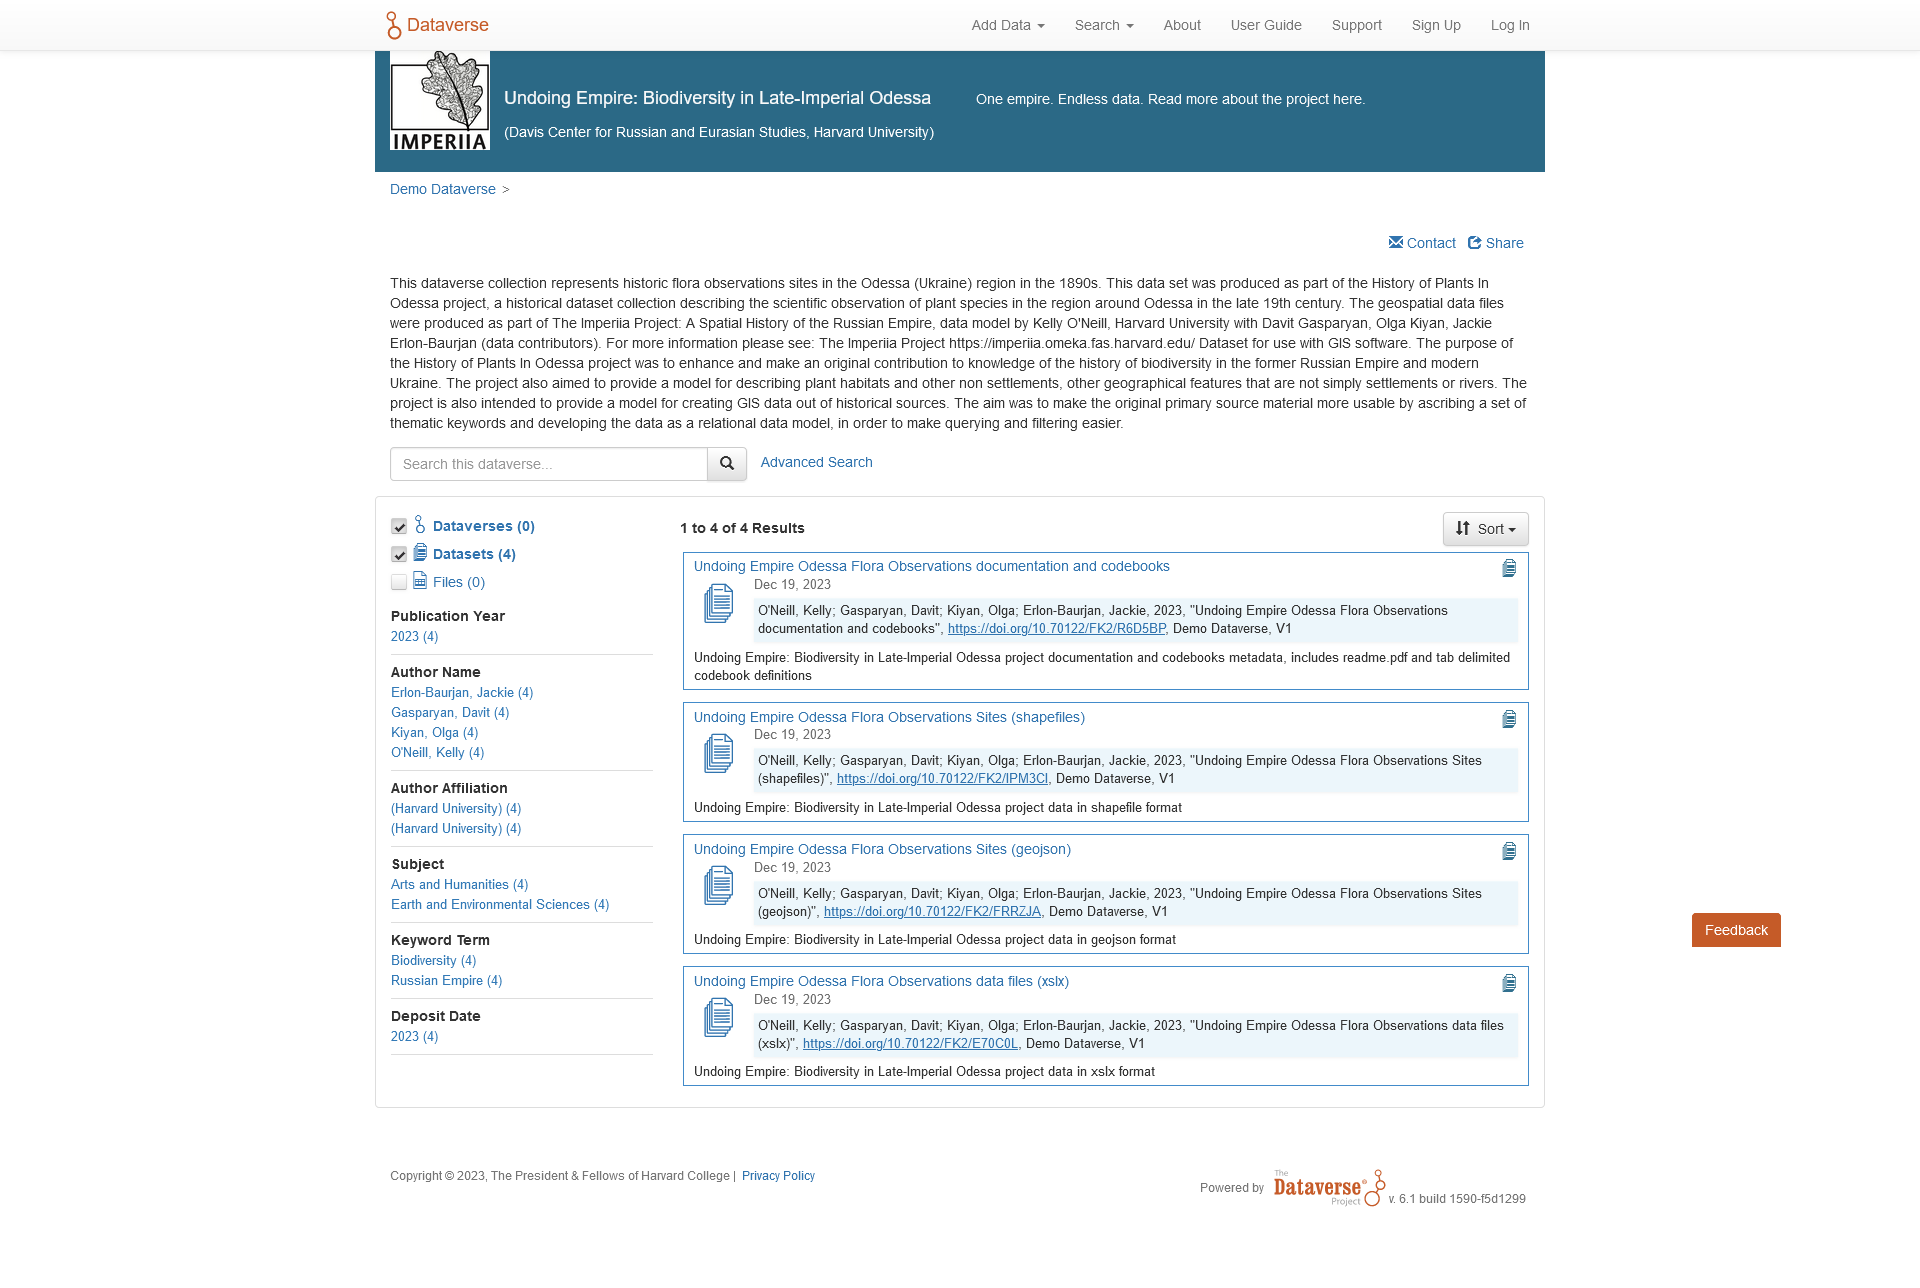 Dataverse
Add Data
Search
About
User Guide
Support
Sign Up
Log In
IMPERIIA
Undoing Empire: Biodiversity in Late-Imperial Odessa
One empire. Endless data. Read more about the project here.
(Davis Center for Russian and Eurasian Studies, Harvard University)
Demo Dataverse >
Contact
Share
This dataverse collection represents historic flora observations sites in the Odessa (Ukraine) region in the 1890s. This data set was produced as part of the History of Plants In
Odessa project, a historical dataset collection describing the scientific observation of plant species in the region around Odessa in the late 19th century. The geospatial data files
were produced as part of The Imperiia Project: A Spatial History of the Russian Empire, data model by Kelly O'Neill, Harvard University with Davit Gasparyan, Olga Kiyan, Jackie
Erlon-Baurjan (data contributors). For more information please see: The Imperiia Project https://imperiia.omeka.fas.harvard.edu/ Dataset for use with GIS software. The purpose of
the History of Plants In Odessa project was to enhance and make an original contribution to knowledge of the history of biodiversity in the former Russian Empire and modern
Ukraine. The project also aimed to provide a model for describing plant habitats and other non settlements, other geographical features that are not simply settlements or rivers. The
project is also intended to provide a model for creating GIS data out of historical sources. The aim was to make the original primary source material more usable by ascribing a set of
thematic keywords and developing the data as a relational data model, in order to make querying and filtering easier.
Search this dataverse...
Advanced Search
Dataverses (0)
Datasets (4)
Files (0)
Publication Year
2023 (4)
Author Name
Erlon-Baurjan, Jackie (4)
Gasparyan, Davit (4)
Kiyan, Olga (4)
O'Neill, Kelly (4)
Author Affiliation
(Harvard University) (4)
(Harvard University) (4)
Subject
Arts and Humanities (4)
Earth and Environmental Sciences (4)
Keyword Term
Biodiversity (4)
Russian Empire (4)
Deposit Date
2023 (4)
1 to 4 of 4 Results
Sort
Undoing Empire Odessa Flora Observations documentation and codebooks
Dec 19, 2023
O'Neill, Kelly; Gasparyan, Davit; Kiyan, Olga; Erlon-Baurjan, Jackie, 2023, "Undoing Empire Odessa Flora Observations
documentation and codebooks", https://doi.org/10.70122/FK2/R6D5BP, Demo Dataverse, V1
Undoing Empire: Biodiversity in Late-Imperial Odessa project documentation and codebooks metadata, includes readme.pdf and tab delimited
codebook definitions
Undoing Empire Odessa Flora Observations Sites (shapefiles)
Dec 19, 2023
O'Neill, Kelly; Gasparyan, Davit; Kiyan, Olga; Erlon-Baurjan, Jackie, 2023, "Undoing Empire Odessa Flora Observations Sites
(shapefiles)", https://doi.org/10.70122/FK2/IPM3CI, Demo Dataverse, V1
Undoing Empire: Biodiversity in Late-Imperial Odessa project data in shapefile format
Undoing Empire Odessa Flora Observations Sites (geojson)
Dec 19, 2023
O'Neill, Kelly; Gasparyan, Davit; Kiyan, Olga; Erlon-Baurjan, Jackie, 2023, "Undoing Empire Odessa Flora Observations Sites
(geojson)", https://doi.org/10.70122/FK2/FRRZJA, Demo Dataverse, V1
Undoing Empire: Biodiversity in Late-Imperial Odessa project data in geojson format
Undoing Empire Odessa Flora Observations data files (xslx)
Dec 19, 2023
O'Neill, Kelly; Gasparyan, Davit; Kiyan, Olga; Erlon-Baurjan, Jackie, 2023, "Undoing Empire Odessa Flora Observations data files
(xslx)", https://doi.org/10.70122/FK2/E70C0L, Demo Dataverse, V1
Undoing Empire: Biodiversity in Late-Imperial Odessa project data in xslx format
Feedback
Copyright © 2023, The President & Fellows of Harvard College | Privacy Policy
Powered by
The
Dataverse®
Project
v. 6.1 build 1590-f5d1299